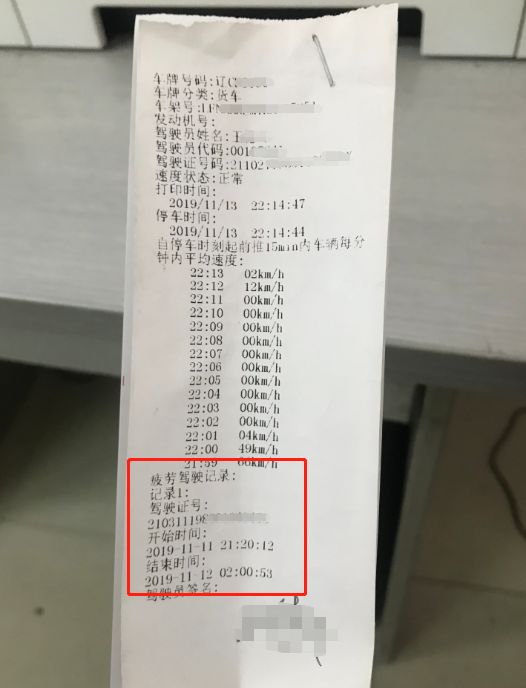 车牌号码:辽C
车牌分类:货车
车架号:LFN
发动机号:
驾驶员姓名:王
驾驶员代码:001
驾驶证号码:21102
速度状态:正常
打印时间:
2019/11/13 22:14:47
停车时间:
2019/11/13 22:14:44
自停车时刻起前推15min内车辆每分
钟内平均速度:
22:13 02km/h
22:12 12km/h
22:11 00km/h
22:10 00km/h
22:09 00km/h
22:08 00km/h
22:07 00km/h
22:06 00km/h
22:05 00km/h
22:04 00km/h
22:03 00km/h
22:02 00km/h
22:01 04km/h
22:00 49km/h
21:59 66km/h
疲劳驾驶记录:
记录1:
驾驶证号:
210311198
开始时间:
2019-11-11 21:20:12
结束时间:
2019-11-12 02:00:53
驾驶员签名: